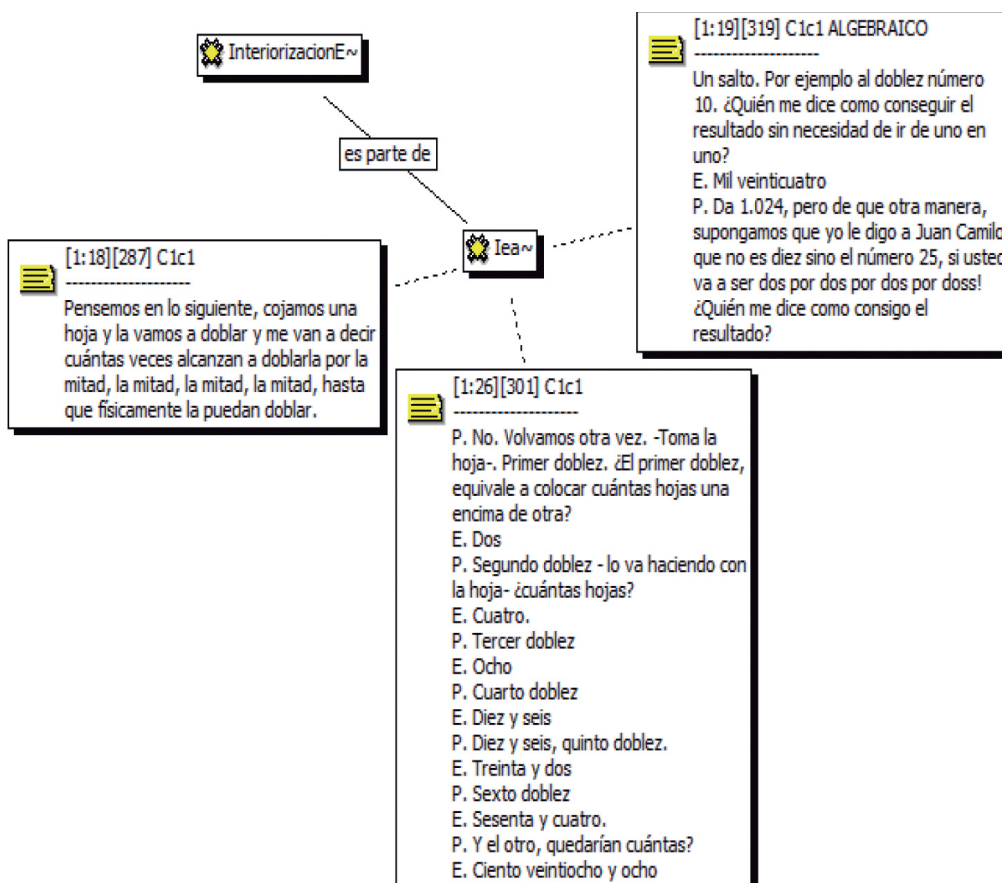 InteriorizacionE~
es parte de
Iea~
[1:19][319] C1c1 ALGEBRAICO
--------------------
Un salto. Por ejemplo al doblez número
10. ¿Quién me dice como conseguir el
resultado sin necesidad de ir de uno en
uno?
E. Mil veinticuatro
P. Da 1.024, pero de que otra manera,
supongamos que yo le digo a Juan Camilo
que no es diez sino el número 25, si usted
va a ser dos por dos por dos por doss!
¿Quién me dice como consigo el
resultado?
[1:18][287] C1c1
--------------------
Pensemos en lo siguiente, cojamos una
hoja y la vamos a doblar y me van a decir
cuántas veces alcanzan a doblarla por la
mitad, la mitad, la mitad, la mitad, hasta
que físicamente la puedan doblar.
[1:26][301] C1c1
--------------------
P. No. Volvamos otra vez. -Toma la
hoja-. Primer doblez. ¿El primer doblez,
equivale a colocar cuántas hojas una
encima de otra?
E. Dos
P. Segundo doblez - lo va haciendo con
la hoja- ¿cuántas hojas?
E. Cuatro.
P. Tercer doblez
E. Ocho
P. Cuarto doblez
E. Diez y seis
P. Diez y seis, quinto doblez.
E. Treinta y dos
P. Sexto doblez
E. Sesenta y cuatro.
P. Y el otro, quedarían cuántas?
E. Ciento veintiocho y ocho